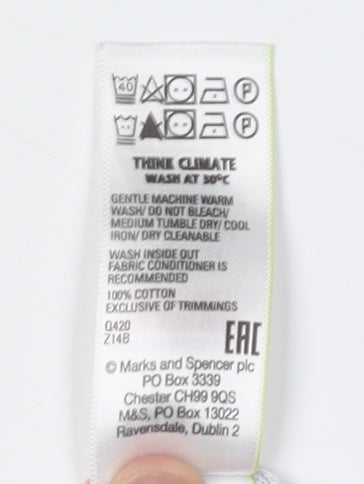 40 P
P
THINK CLIMATE
WASH AT 30°C
GENTLE MACHINE WARM
WASH/ DO NOT BLEACH/
MEDIUM TUMBLE DRY/ COOL
IRON/ DRY CLEANABLE
WASH INSIDE OUT
FABRIC CONDITIONER IS
RECOMMENDED
100% COTTON
EXCLUSIVE OF TRIMMINGS
Q420
Z14B
EAC
© Marks and Spencer plc
PO Box 3339
Chester CH99 9QS
M&S, PO Box 13022
Ravensdale, Dublin 2